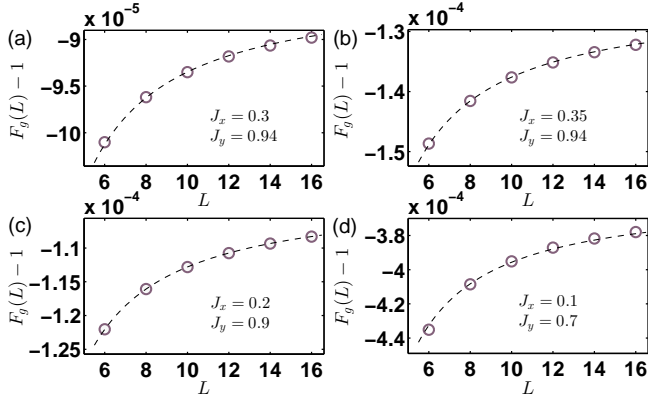 (a)
x 10^{-5}
F_g(L) − 1
−9
−9.5
−10
J_x = 0.3
J_y = 0.94
6 8 10 12 14 16
L
(b)
x 10^{-4}
F_g(L) − 1
−1.3
−1.4
−1.5
J_x = 0.35
J_y = 0.94
6 8 10 12 14 16
L
(c)
x 10^{-4}
F_g(L) − 1
−1.1
−1.15
−1.2
−1.25
J_x = 0.2
J_y = 0.9
6 8 10 12 14 16
L
(d)
x 10^{-4}
F_g(L) − 1
−3.8
−4
−4.2
−4.4
J_x = 0.1
J_y = 0.7
6 8 10 12 14 16
L